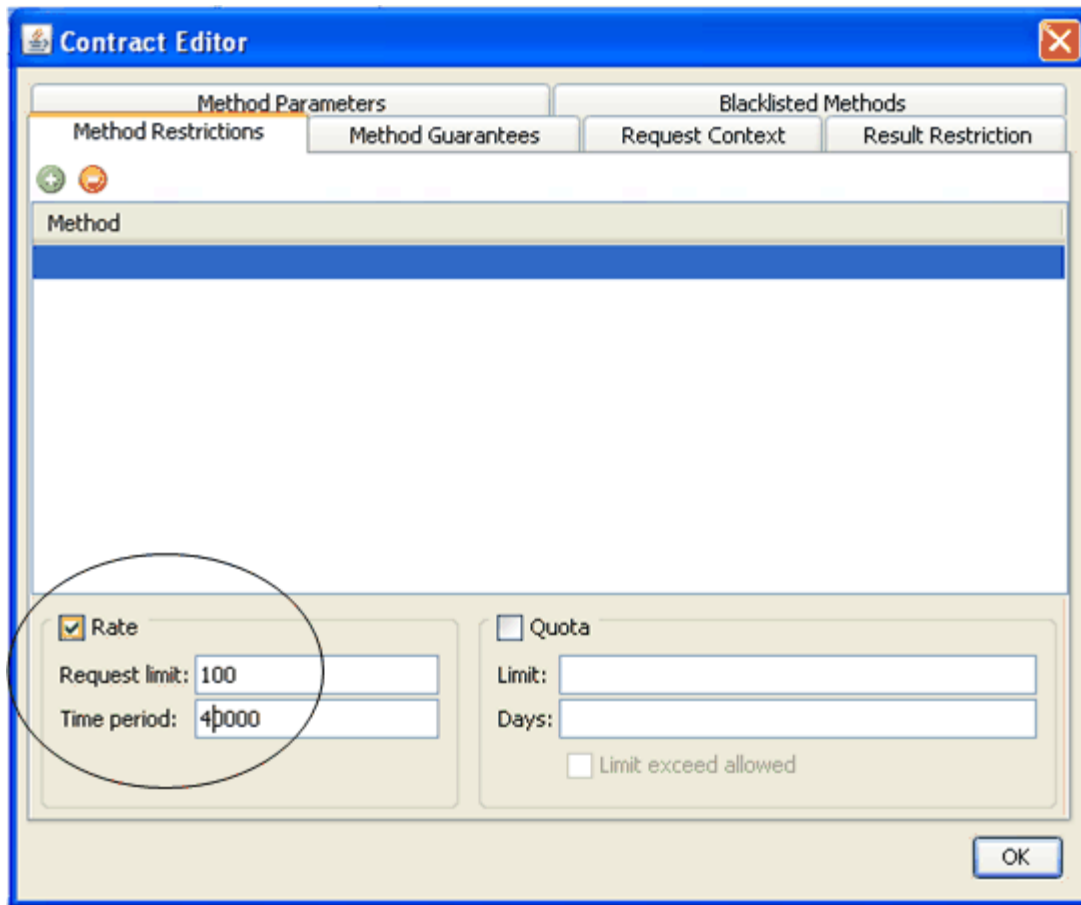 Contract Editor
Method Parameters Blacklisted Methods
Method Restrictions Method Guarantees Request Context Result Restriction
Method
Rate Quota
Request limit: 100 Limit:
Time period: 40000 Days:
Limit exceed allowed
OK